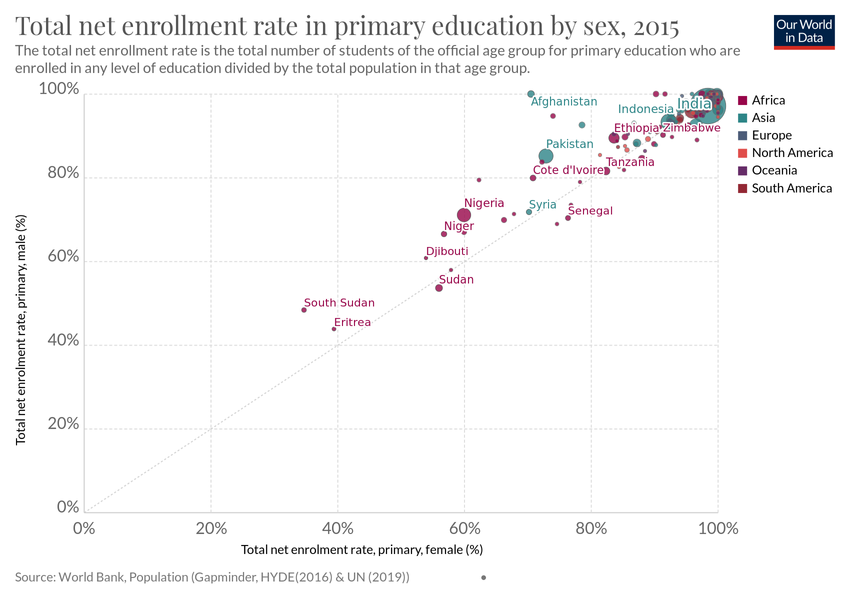 Total net enrollment rate in primary education by sex, 2015
Our World
in Data
The total net enrollment rate is the total number of students of the official age group for primary education who are
enrolled in any level of education divided by the total population in that age group.
100%
80%
60%
40%
20%
0%
Total net enrolment rate, primary, male (%)
Afghanistan
Indonesia
India
Ethiopia
Zimbabwe
Pakistan
Tanzania
Cote d'Ivoire
Nigeria
Syria
Senegal
Niger
Djibouti
Sudan
South Sudan
Eritrea
Africa
Asia
Europe
North America
Oceania
South America
0%
20%
40%
60%
80%
100%
Total net enrolment rate, primary, female (%)
Source: World Bank, Population (Gapminder, HYDE(2016) & UN (2019))
•